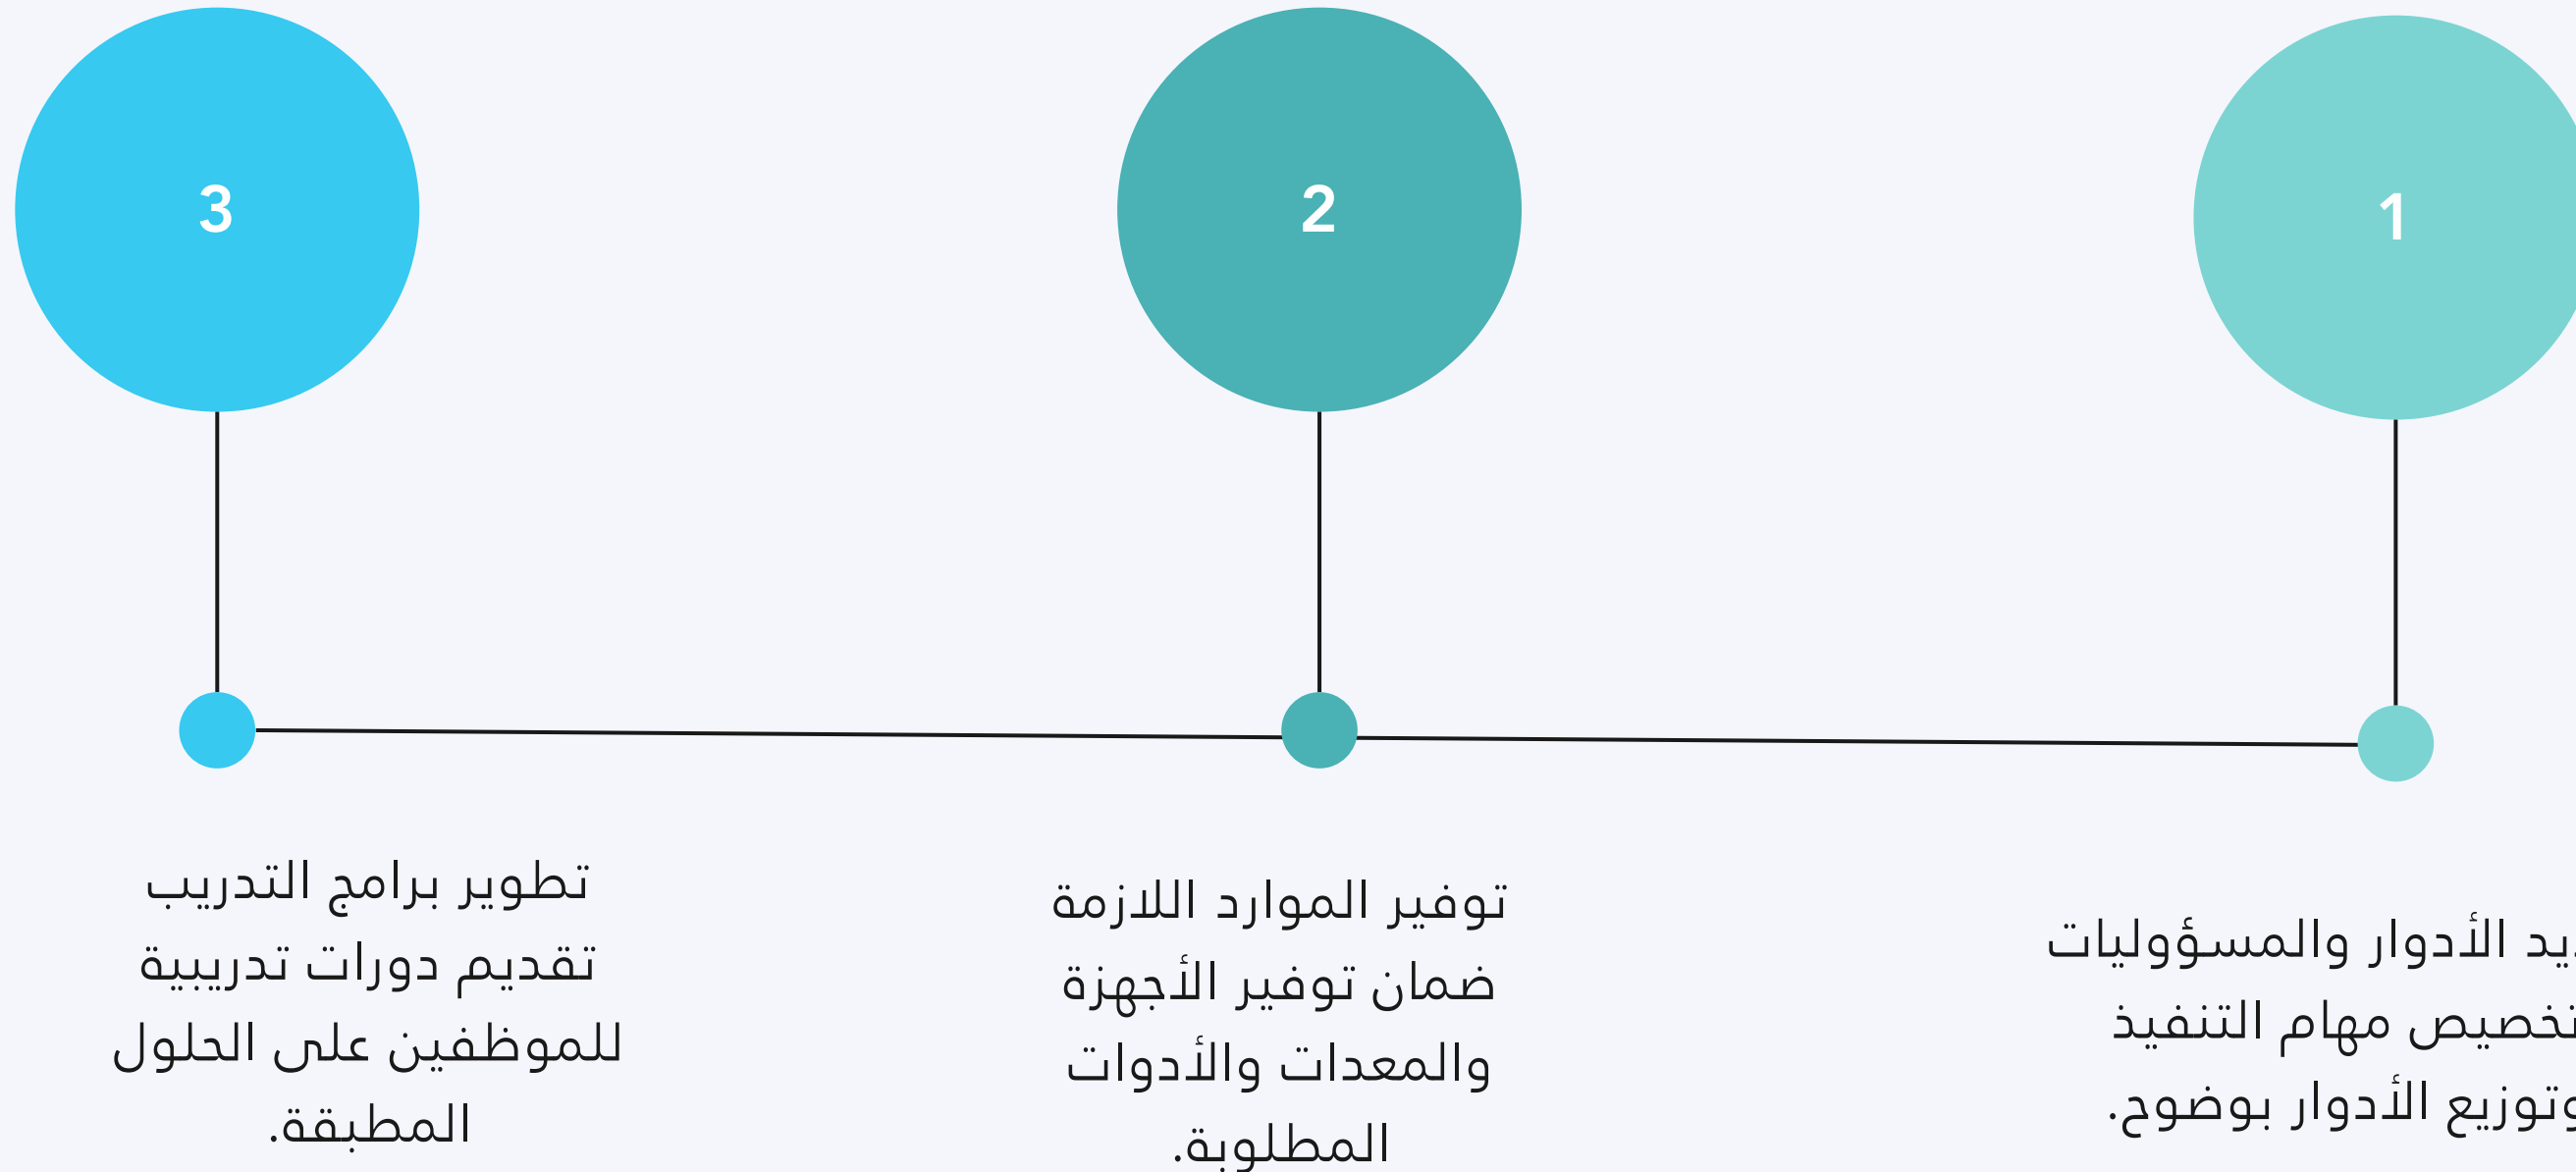 1
الأدوار والمسؤوليات
تخصيص مهام التنفيذ
وتوزيع الأدوار بوضوح.
2
توفير الموارد اللازمة
ضمان توفير الأجهزة
والمعدات والأدوات
المطلوبة.
3
تطوير برامج التدريب
تقديم دورات تدريبية
للموظفين على الحلول
المطبقة.